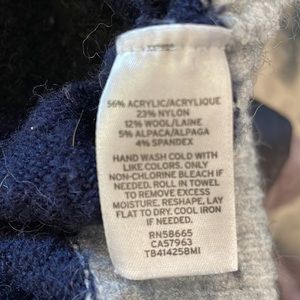 56% ACRYLIC/ACRYLIQUE
23% NYLON
12% WOOL/LAINE
5% ALPACA/ALPAGA
4% SPANDEX
HAND WASH COLD WITH
LIKE COLORS. ONLY
NON-CHLORINE BLEACH IF
NEEDED. ROLL IN TOWEL
TO REMOVE EXCESS
MOISTURE. RESHAPE, LAY
FLAT TO DRY. COOL IRON
IF NEEDED.
RN58665
CA57963
TB414258MI